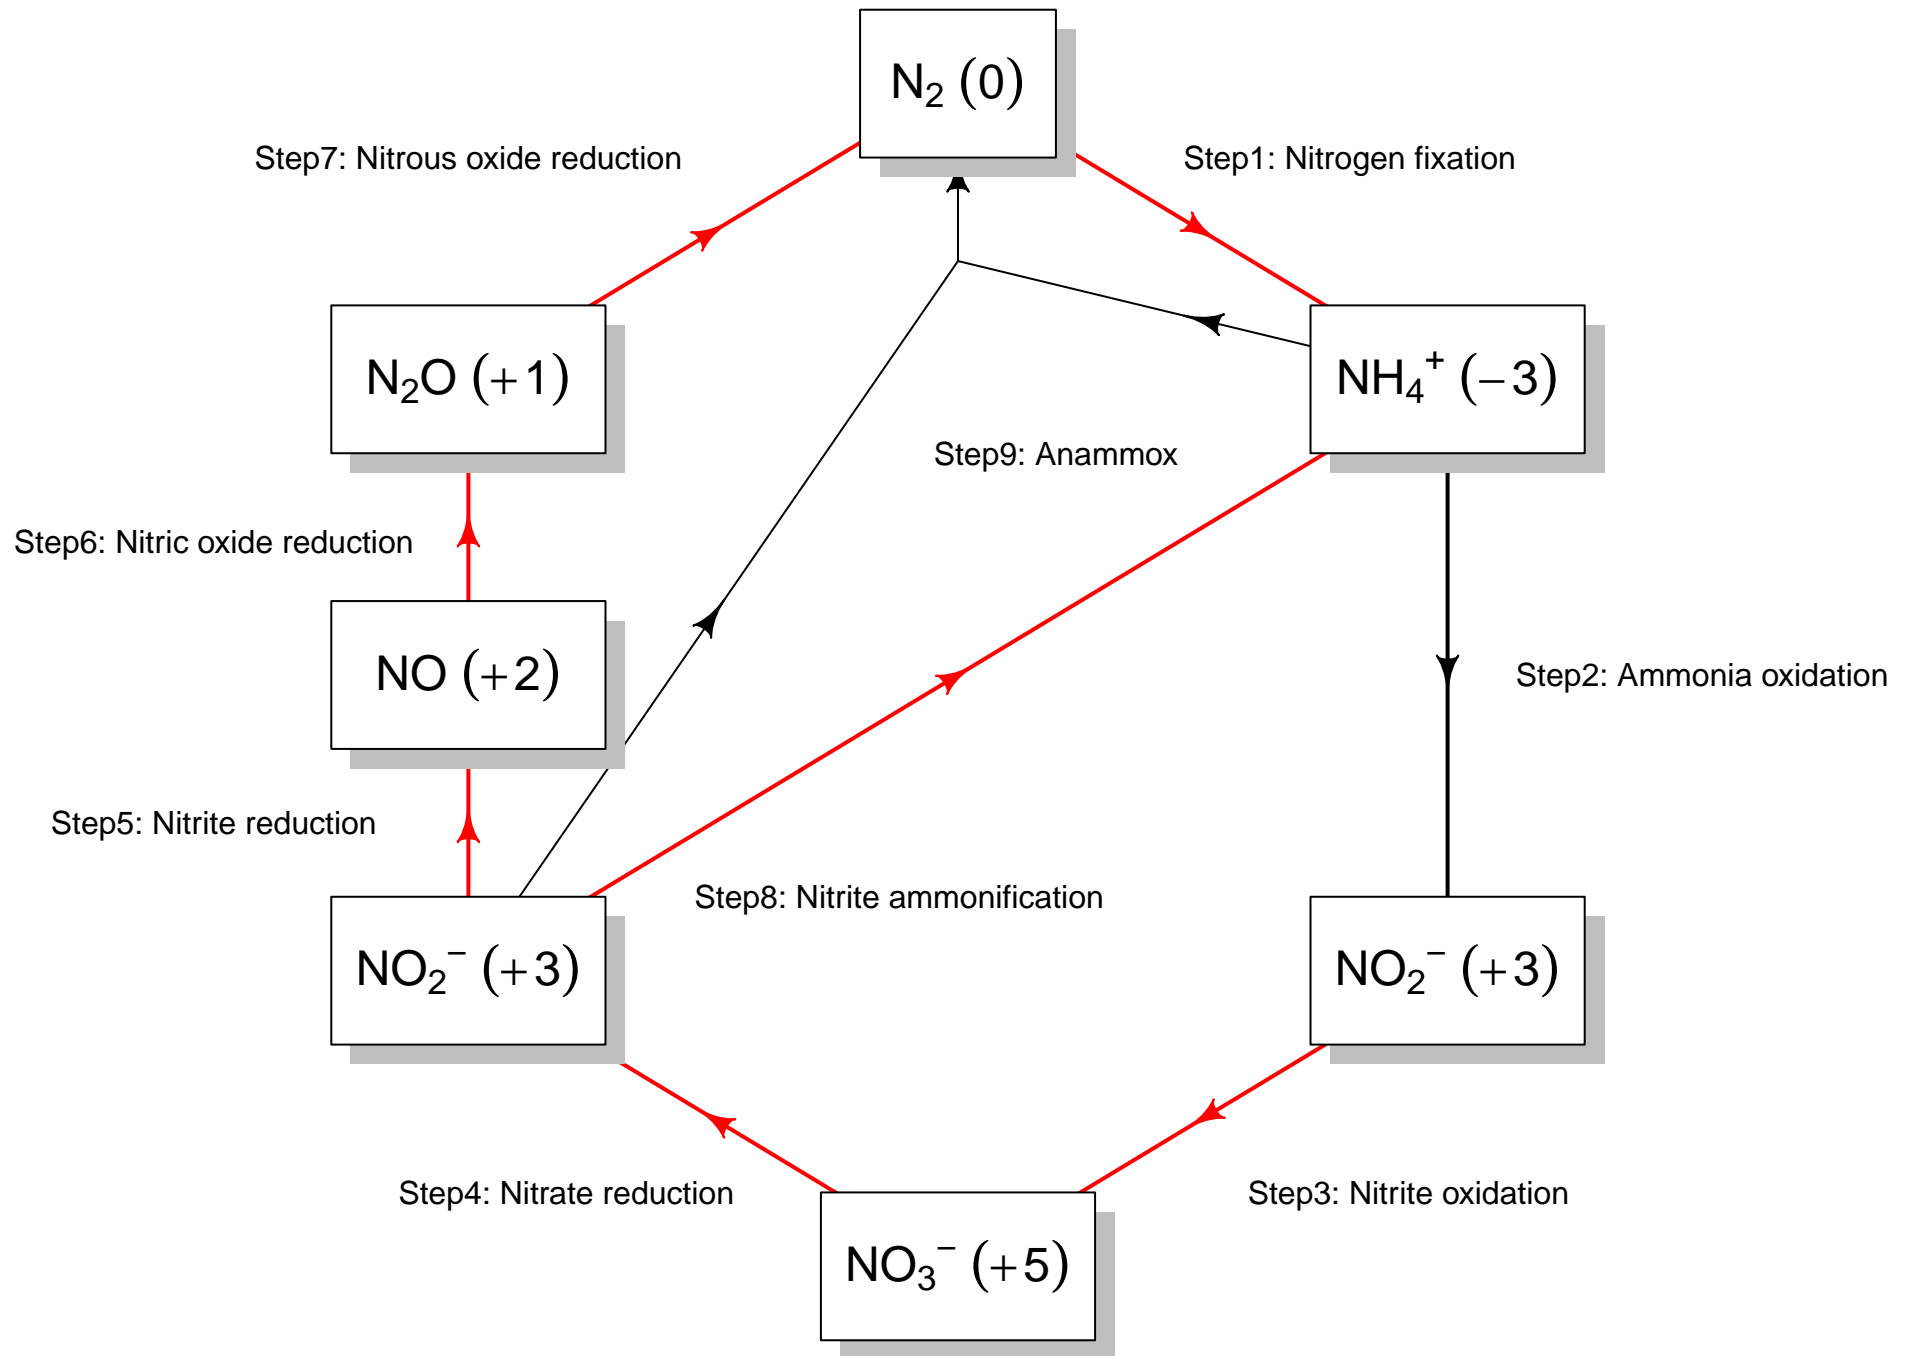 N₂ (0)
Step7: Nitrous oxide reduction
Step1: Nitrogen fixation
N₂O (+1)
NH₄⁺ (−3)
Step9: Anammox
Step6: Nitric oxide reduction
NO (+2)
Step2: Ammonia oxidation
Step5: Nitrite reduction
Step8: Nitrite ammonification
NO₂⁻ (+3)
NO₂⁻ (+3)
Step4: Nitrate reduction
Step3: Nitrite oxidation
NO₃⁻ (+5)